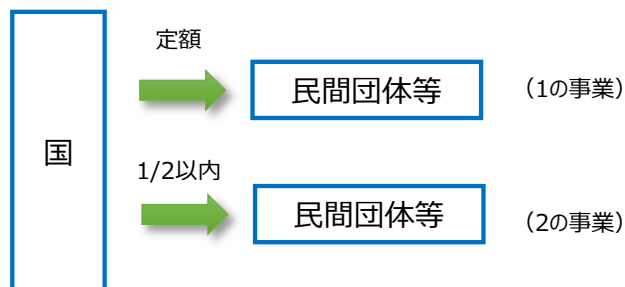 定額
民間団体等
(1の事業)
国
1/2以内
民間団体等
(2の事業)